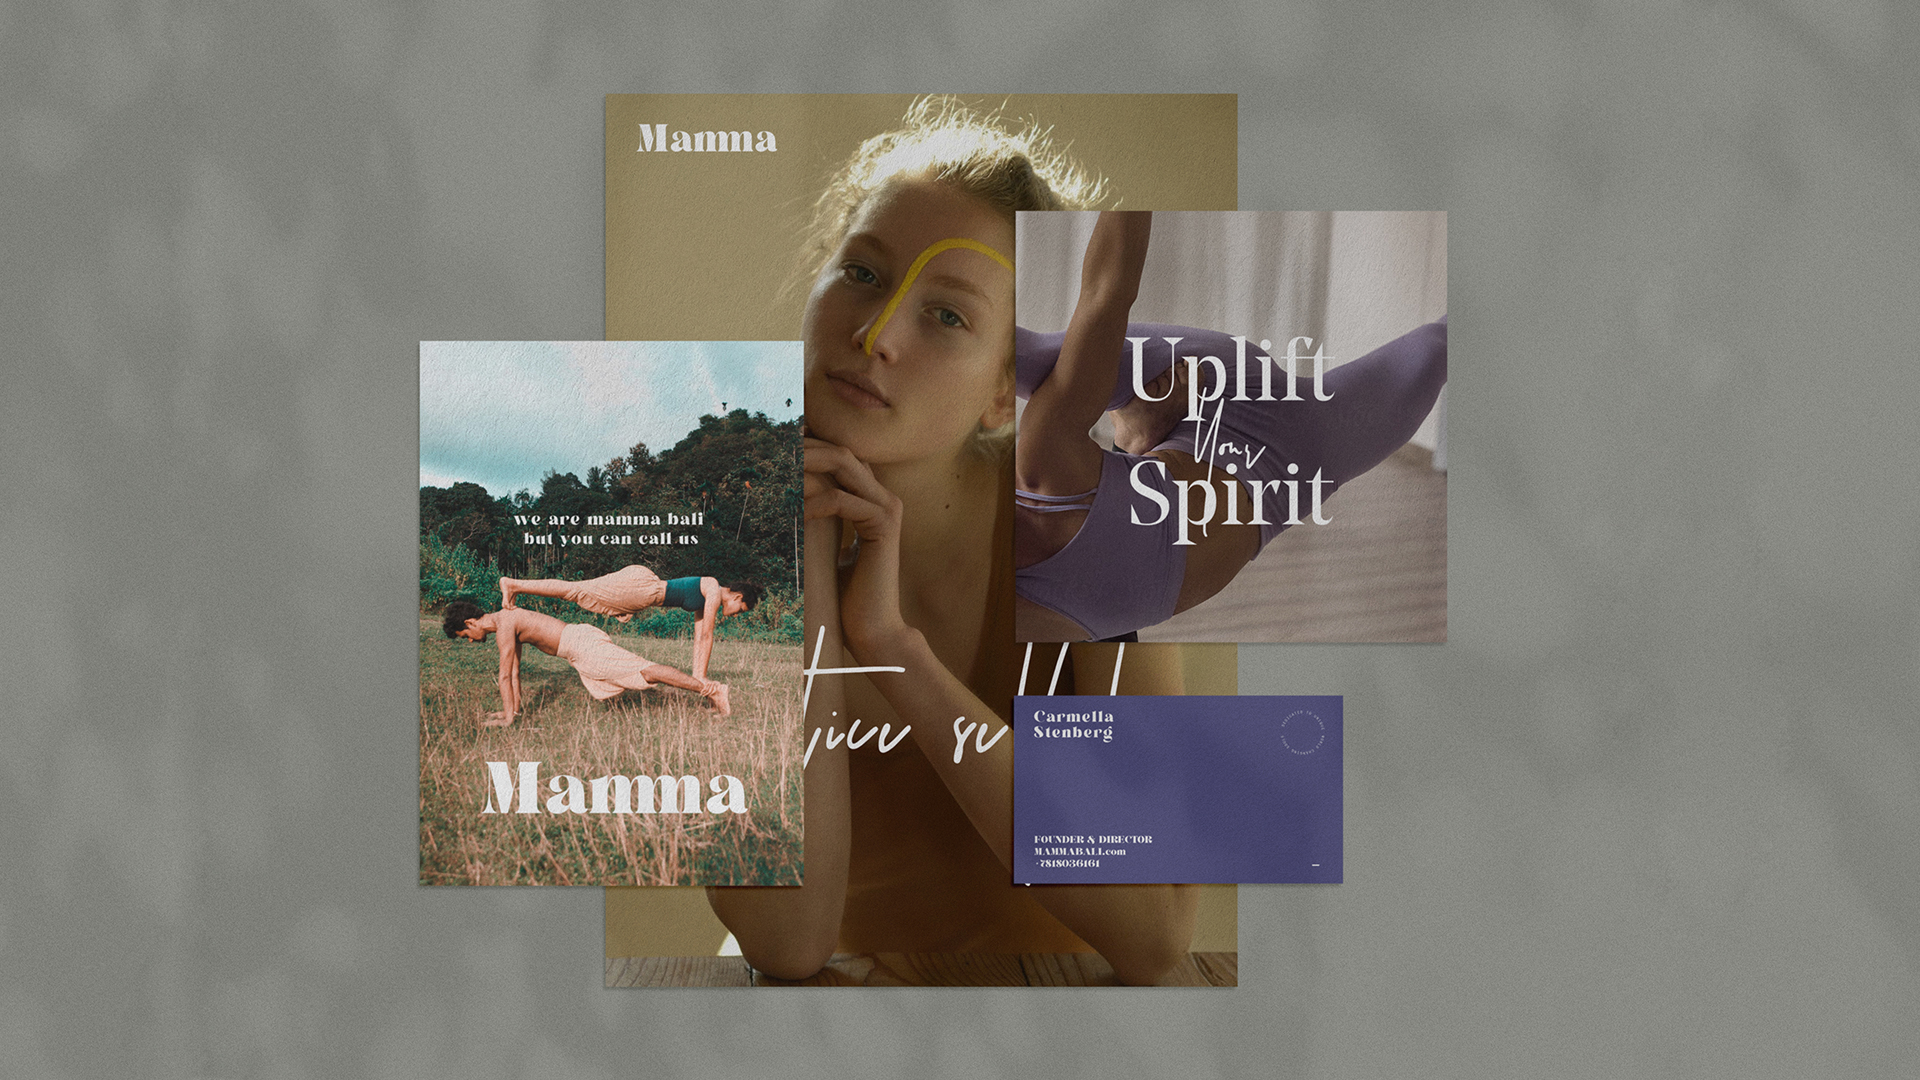 Mamma
Uplift
Your
Spirit
we are mamma bali
but you can call us
Mamma
Carmella
Stenberg
FOUNDER & DIRECTOR
MAMMABALI.com
+7818036161